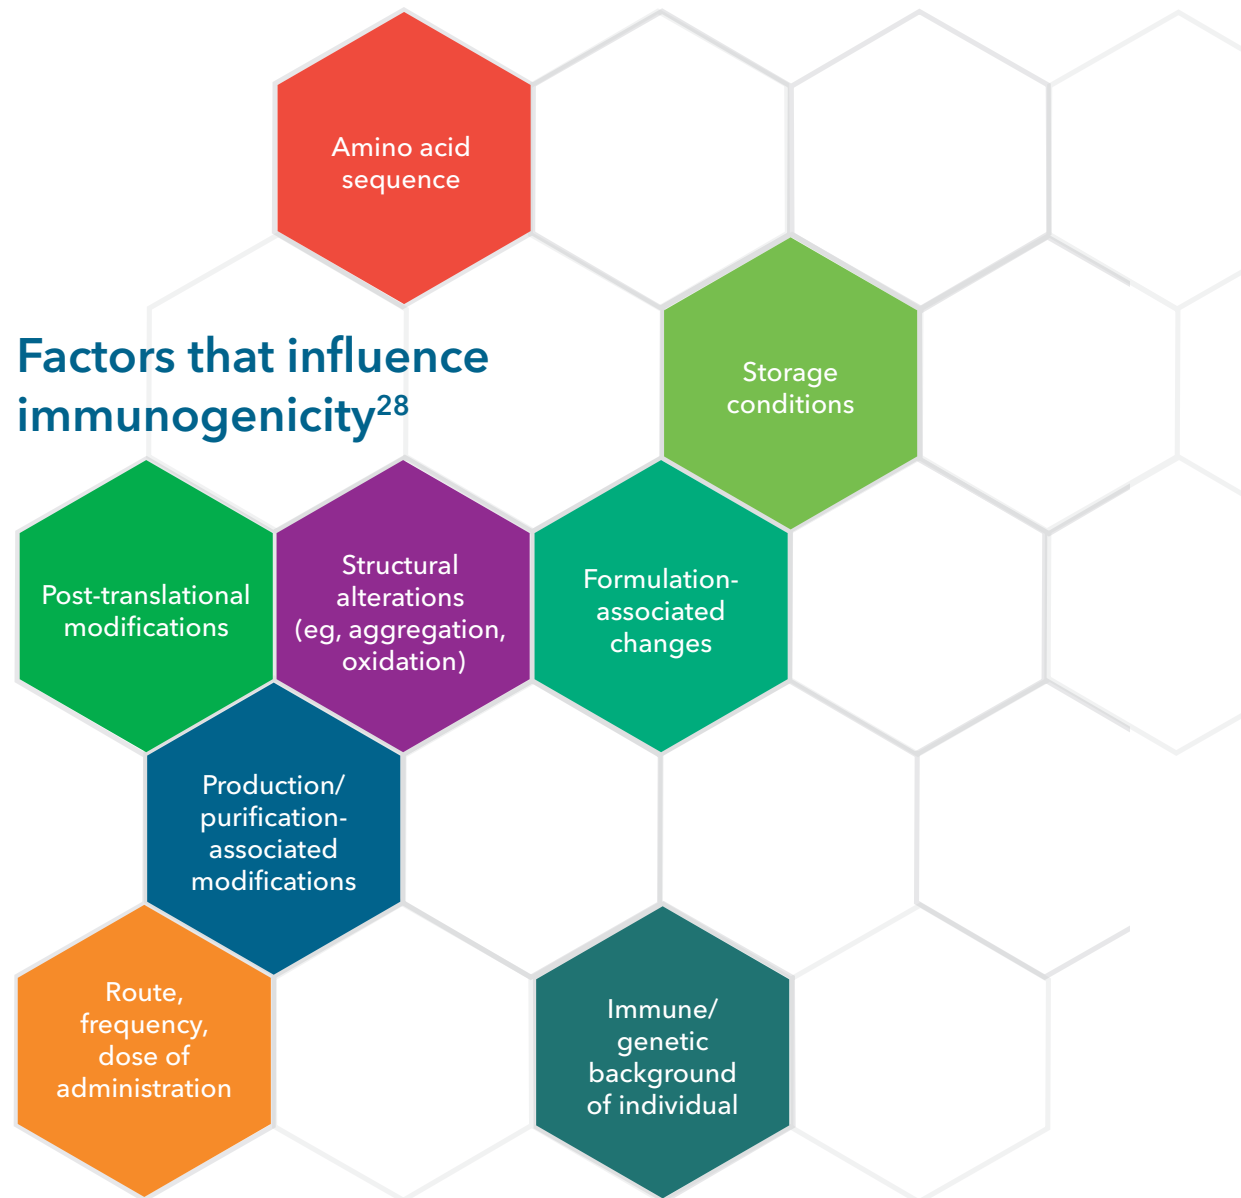 Amino acid
sequence
Factors that influence
immunogenicity28
Storage
conditions
Post-translational
modifications
Structural
alterations
(eg, aggregation,
oxidation)
Formulation-
associated
changes
Production/
purification-
associated
modifications
Route,
frequency,
dose of
administration
Immune/
genetic
background
of individual